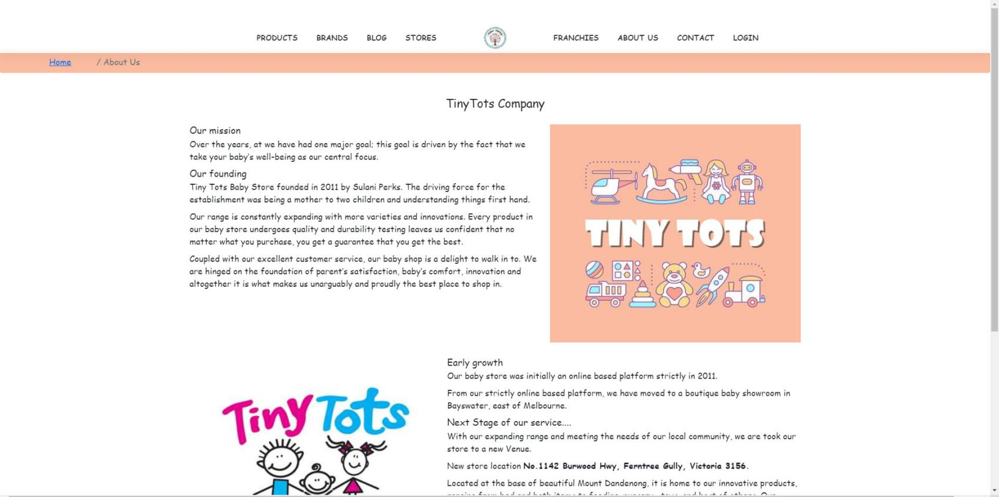 PRODUCTS BRANDS BLOG STORES TINY TOTS FRANCHIES ABOUT US CONTACT LOGIN
Home / About Us
TinyTots Company
Our mission
Over the years, at we have had one major goal; this goal is driven by the fact that we
take your baby's well-being as our central focus.
Our founding
Tiny Tots Baby Store founded in 2011 by Sulani Perks. The driving force for the
establishment was being a mother to two children and understanding things first hand.
Our range is constantly expanding with more varieties and innovations. Every product in
our baby store undergoes quality and durability testing leaves us confident that no
matter what you purchase, you get a guarantee that you get the best.
Coupled with our excellent customer service, our baby shop is a delight to walk in to. We
are hinged on the foundation of parent's satisfaction, baby's comfort, innovation and
altogether it is what makes us unarguably and proudly the best place to shop in.
TINY TOTS
Tiny Tots
Early growth
Our baby store was initially an online based platform strictly in 2011.
From our strictly online based platform, we have moved to a boutique baby showroom in
Bayswater, east of Melbourne.
Next Stage of our service....
With our expanding range and meeting the needs of our local community, we are took our
store to a new Venue.
New store location No.1142 Burwood Hwy, Ferntree Gully, Victoria 3156.
Located at the base of beautiful Mount Dandenong, it is home to our innovative products,